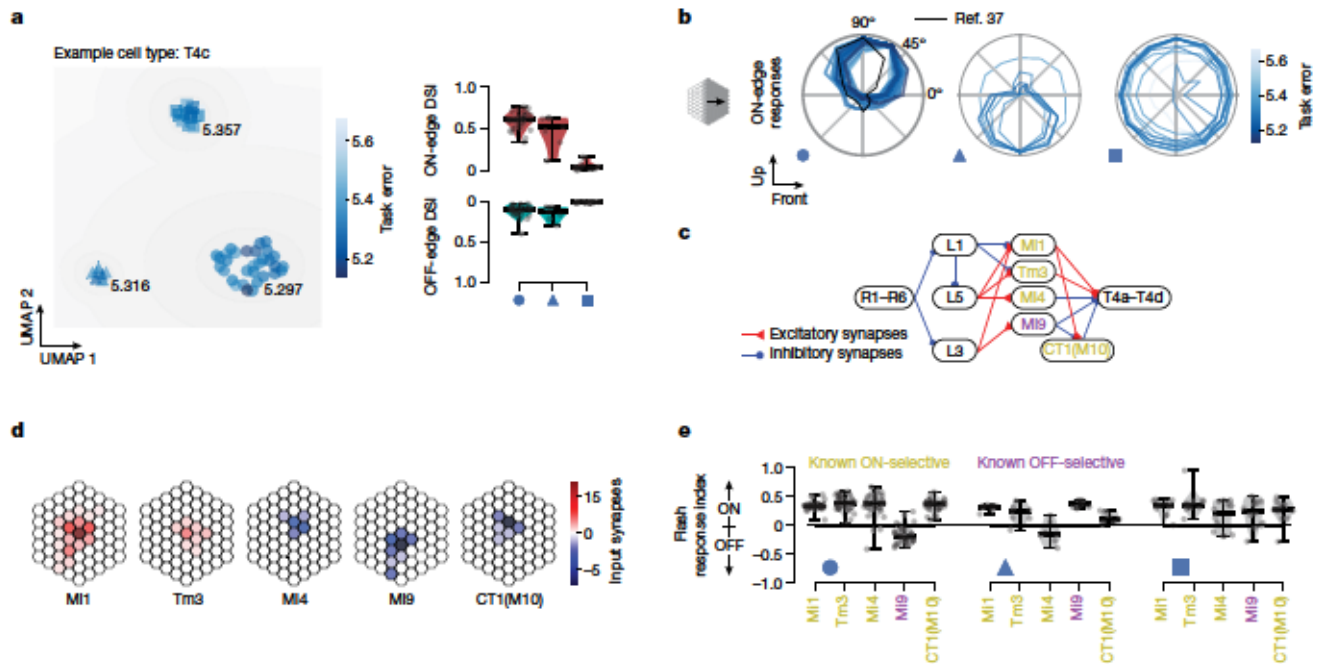 a
Example cell type: T4c
5.357
5.316
5.297
UMAP 2
UMAP 1
5.6
5.4
5.2
Task error
1.0
0.5
0
ON-edge DSI
0
0.5
1.0
OFF-edge DSI
b
Ref. 37
90°
45°
0°
ON-edge
responses
Up
Front
5.6
5.4
5.2
Task error
c
R1–R6
L1
L5
L3
MI1
Tm3
MI4
MI9
CT1(M10)
T4a–T4d
Excitatory synapses
Inhibitory synapses
d
MI1
Tm3
MI4
MI9
CT1(M10)
15
0
–5
Input synapses
e
Known ON-selective
Known OFF-selective
1.0
0.5
0
–0.5
–1.0
Flash
response index
ON
OFF
MI1
Tm3
MI4
MI9
CT1(M10)
MI1
Tm3
MI4
MI9
CT1(M10)
MI1
Tm3
MI4
MI9
CT1(M10)